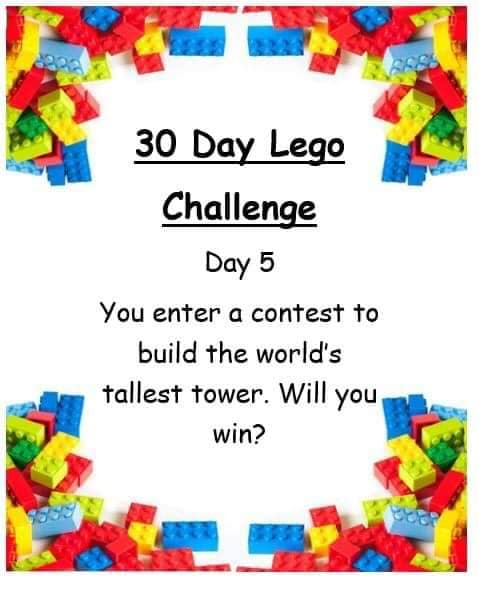 30 Day Lego
Challenge
Day 5
You enter a contest to
build the world's
tallest tower. Will you
win?